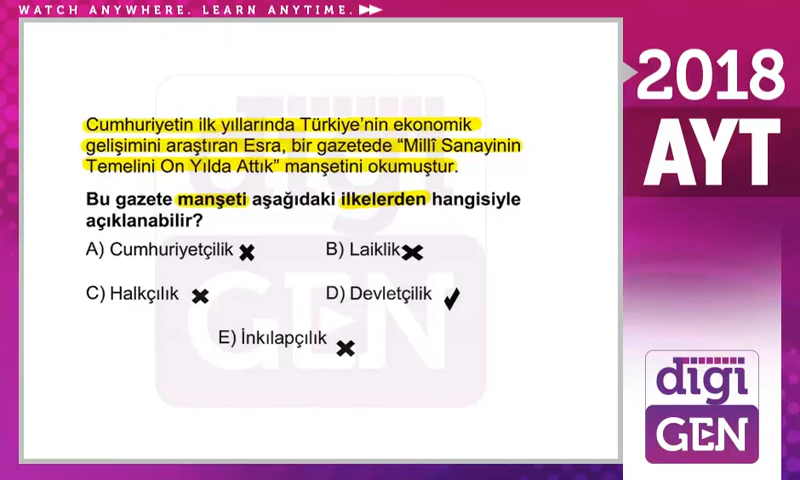 WATCH ANYWHERE. LEARN ANYTIME.
2018
AYT
Cumhuriyetin ilk yıllarında Türkiye'nin ekonomik
gelişimini araştıran Esra, bir gazetede “Millî Sanayinin
Temelini On Yılda Attık” manşetini okumuştur.
Bu gazete manşeti aşağıdaki ilkelerden hangisiyle
açıklanabilir?
A) Cumhuriyetçilik
B) Laiklik
C) Halkçılık
D) Devletçilik
E) İnkılapçılık
digi
GEN
digi
GEN